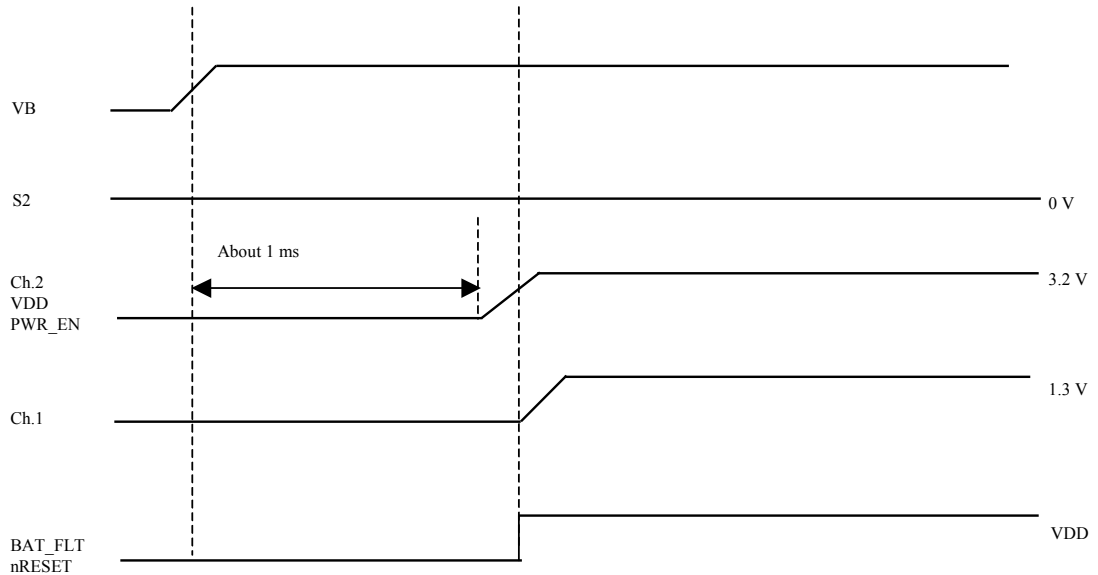 VB
S2
0 V
About 1 ms
Ch.2
VDD
PWR_EN
3.2 V
Ch.1
1.3 V
BAT_FLT
nRESET
VDD